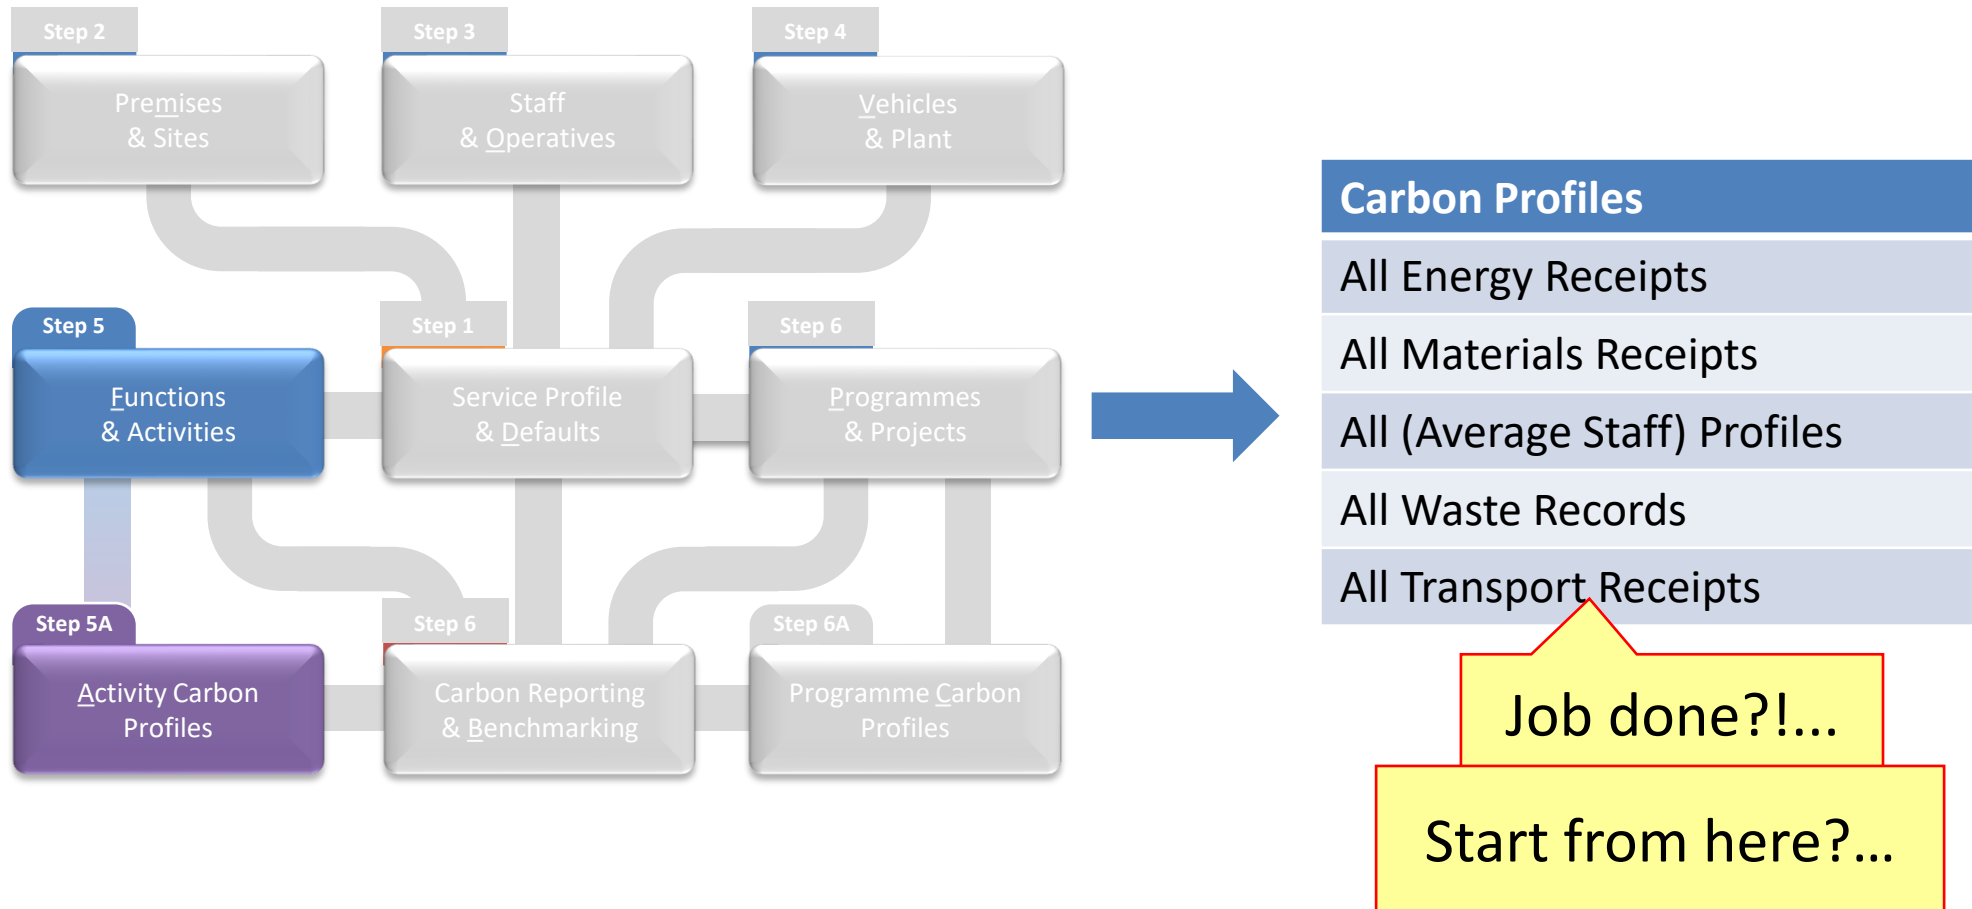 Step 2
Premises
& Sites
Step 3
Staff
& Operatives
Step 4
Vehicles
& Plant
Step 5
Functions
& Activities
Step 1
Service Profile
& Defaults
Step 6
Programmes
& Projects
Step 5A
Activity Carbon
Profiles
Step 6
Carbon Reporting
& Benchmarking
Step 6A
Programme Carbon
Profiles
Carbon Profiles
All Energy Receipts
All Materials Receipts
All (Average Staff) Profiles
All Waste Records
All Transport Receipts
Job done?!...
Start from here?...